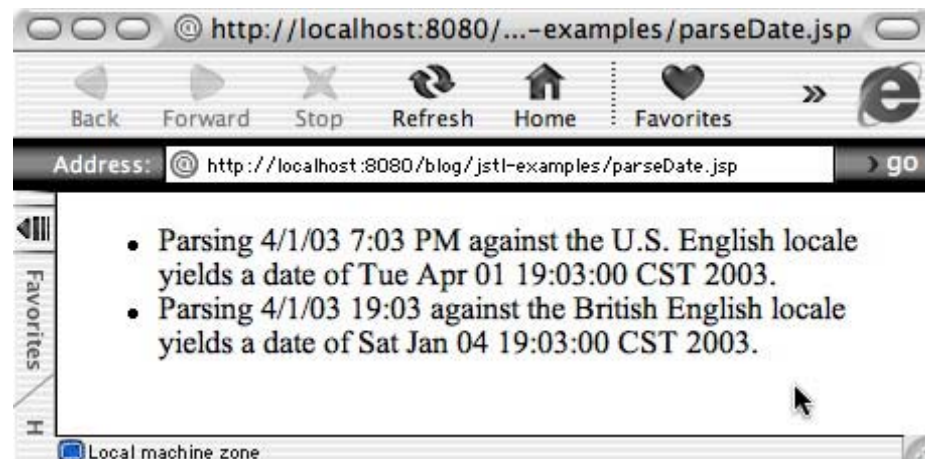 http://localhost:8080/...-examples/parseDate.jsp
Back Forward Stop Refresh Home Favorites »
Address: http://localhost:8080/blog/jstl-examples/parseDate.jsp go
Favorites
H
• Parsing 4/1/03 7:03 PM against the U.S. English locale
yields a date of Tue Apr 01 19:03:00 CST 2003.
• Parsing 4/1/03 19:03 against the British English locale
yields a date of Sat Jan 04 19:03:00 CST 2003.
Local machine zone